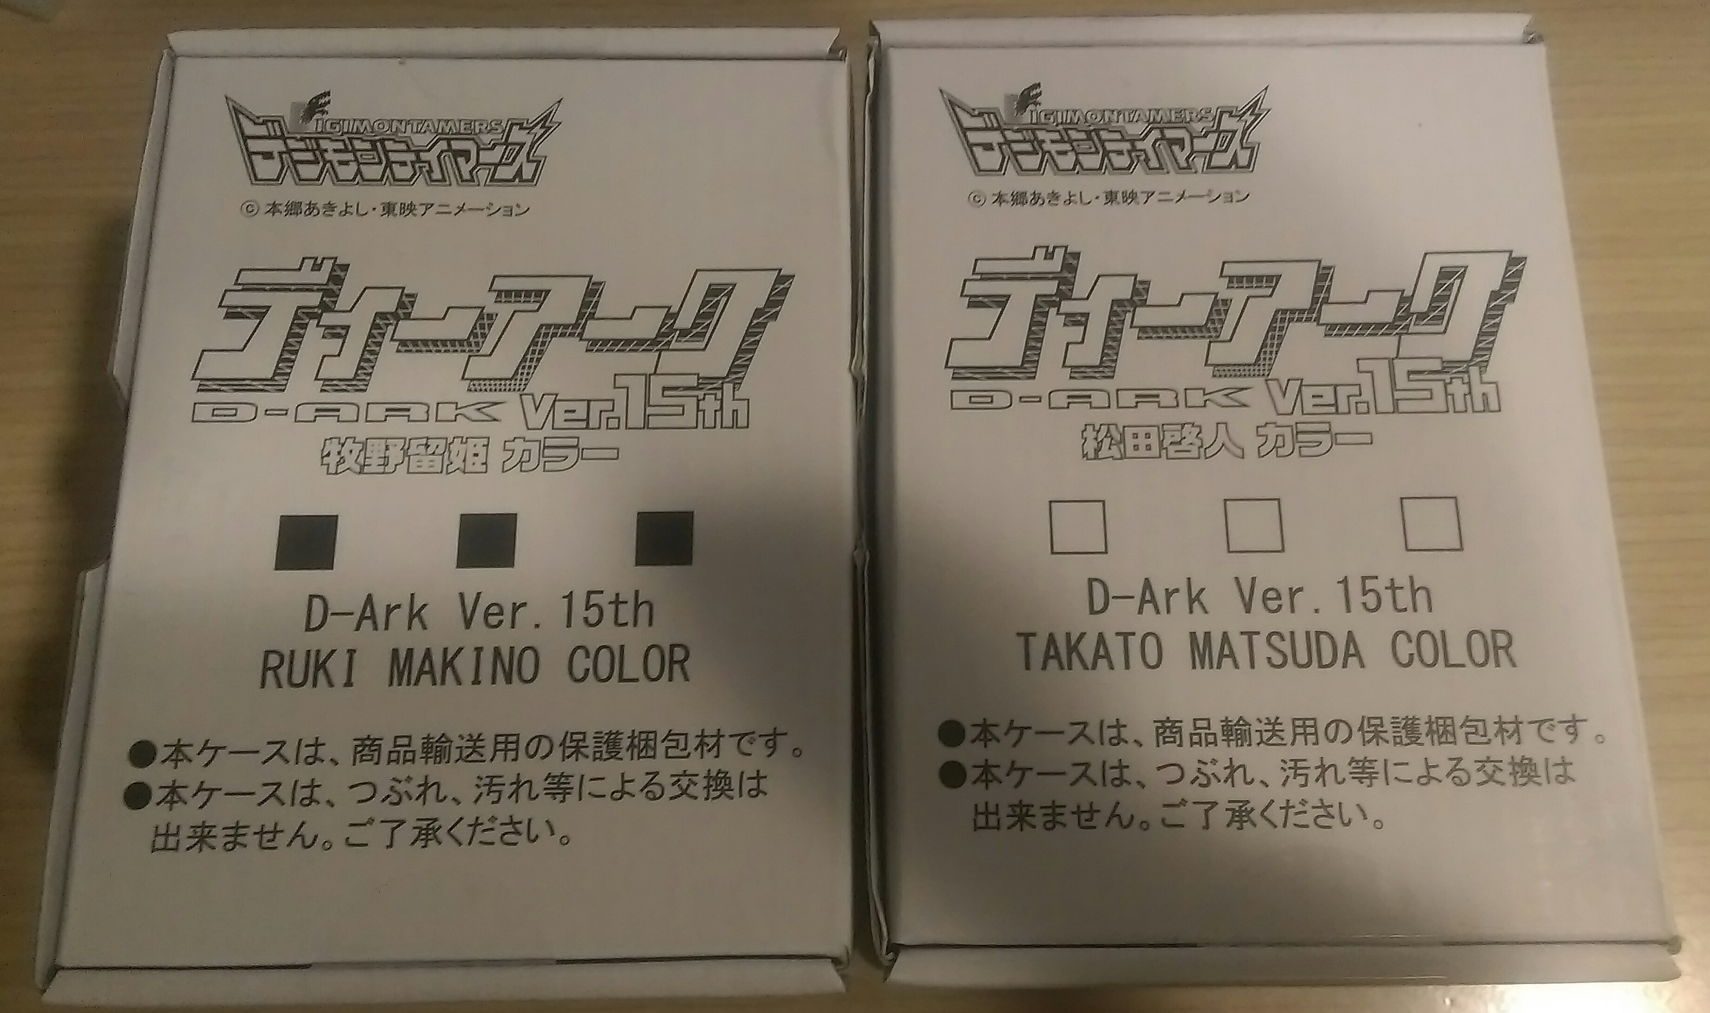 DIGIMONTAMERS
デジモンテイマーズ
©本郷あきよし・東映アニメーション
ディーアーク
D-ARK Ver.15th
牧野留姫 カラー
D-Ark Ver.15th
RUKI MAKINO COLOR
●本ケースは、商品輸送用の保護梱包材です。
●本ケースは、つぶれ、汚れ等による交換は
出来ません。ご了承ください。
DIGIMONTAMERS
デジモンテイマーズ
©本郷あきよし・東映アニメーション
ディーアーク
D-ARK Ver.15th
松田啓人 カラー
D-Ark Ver.15th
TAKATO MATSUDA COLOR
●本ケースは、商品輸送用の保護梱包材です。
●本ケースは、つぶれ、汚れ等による交換は
出来ません。ご了承ください。